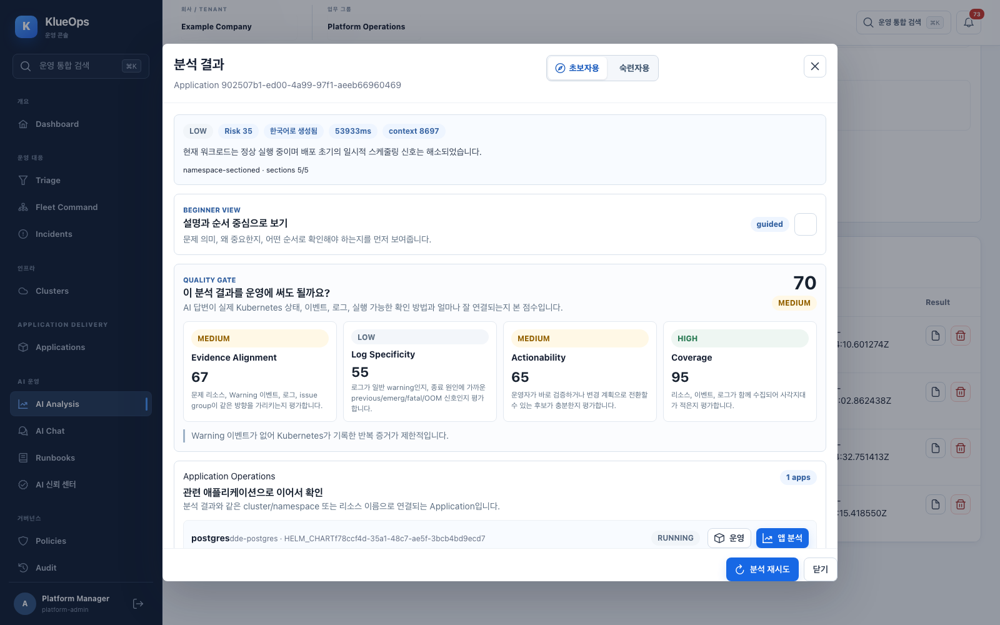 K
KlueOps
운영 콘솔
운영 통합 검색
⌘K
개요
Dashboard
운영 대응
Triage
Fleet Command
Incidents
인프라
Clusters
APPLICATION DELIVERY
Applications
AI 운영
AI Analysis
AI Chat
Runbooks
AI 신뢰 센터
거버넌스
Policies
Audit
A
Platform Manager
platform-admin
회사 / TENANT
Example Company
업무 그룹
Platform Operations
운영 통합 검색
⌘K
73
분석 결과
Application 902507b1-ed00-4a99-97f1-aeeb66960469
초보자용
숙련자용
LOW
Risk 35
한국어로 생성됨
53933ms
context 8697
현재 워크로드는 정상 실행 중이며 배포 초기의 일시적 스케줄링 신호는 해소되었습니다.
namespace-sectioned · sections 5/5
BEGINNER VIEW
설명과 순서 중심으로 보기
문제 의미, 왜 중요한지, 어떤 순서로 확인해야 하는지를 먼저 보여줍니다.
guided
QUALITY GATE
이 분석 결과를 운영에 써도 될까요?
AI 답변이 실제 Kubernetes 상태, 이벤트, 로그, 실행 가능한 확인 방법과 얼마나 잘 연결되는지 본 점수입니다.
70
MEDIUM
MEDIUM
Evidence Alignment
67
문제 리소스, Warning 이벤트, 로그, issue
group이 같은 방향을 가리키는지 평가합니다.
LOW
Log Specificity
55
로그가 일반 warning인지, 종료 원인에 가까운
previous/emerg/fatal/OOM 신호인지 평가
합니다.
MEDIUM
Actionability
65
운영자가 바로 검증하거나 변경 계획으로 전환할
수 있는 후보가 충분한지 평가합니다.
HIGH
Coverage
95
리소스, 이벤트, 로그가 함께 수집되어 사각지대
가 적은지 평가합니다.
Warning 이벤트가 없어 Kubernetes가 기록한 반복 증거가 제한적입니다.
Application Operations
관련 애플리케이션으로 이어서 확인
분석 결과와 같은 cluster/namespace 또는 리소스 이름으로 연결되는 Application입니다.
1 apps
postgresdde-postgres · HELM_CHARTf78ccf4d-35a1-48c7-ae5f-3bcb4bd9ecd7
RUNNING
운영
앱 분석
분석 재시도
닫기
Result
:10.601274Z
:02.862438Z
:32.751413Z
:15.418550Z